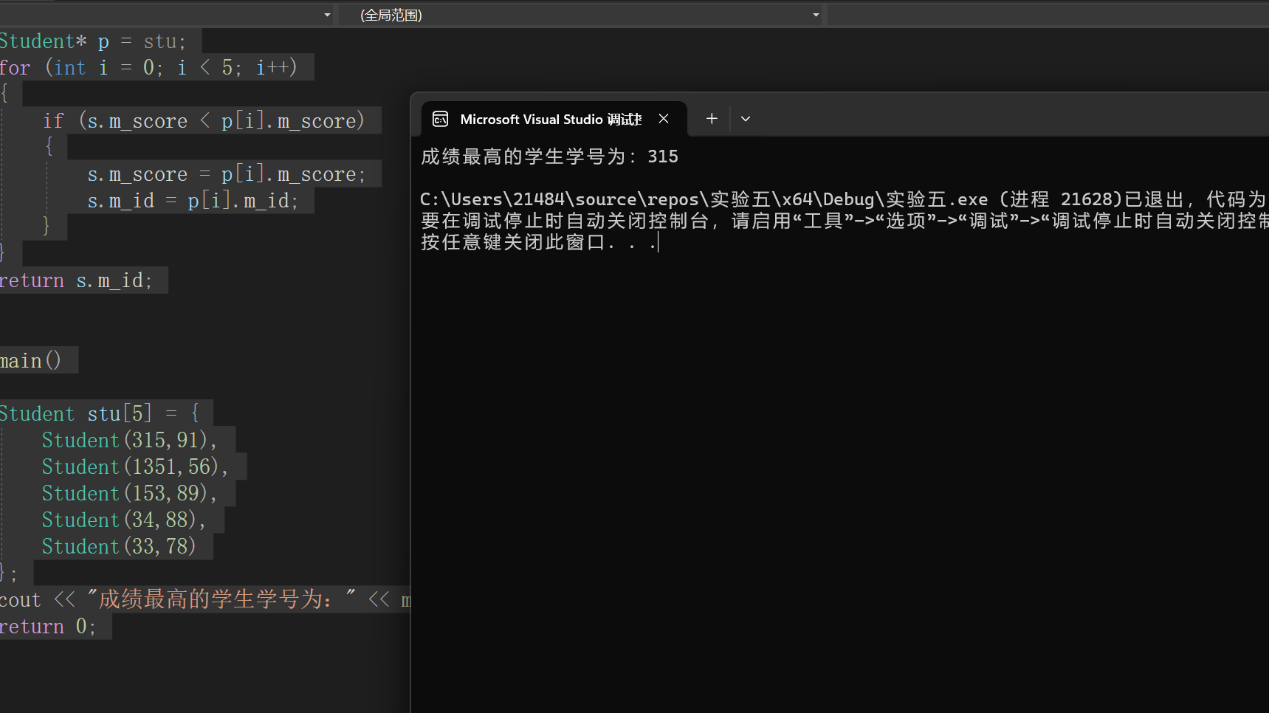 (全局范围)
Student* p = stu;
for (int i = 0; i < 5; i++)
{
if (s.m_score < p[i].m_score)
{
s.m_score = p[i].m_score;
s.m_id = p[i].m_id;
}
}
return s.m_id;
main()
Student stu[5] = {
Student(315,91),
Student(1351,56),
Student(153,89),
Student(34,88),
Student(33,78)
};
cout << "成绩最高的学生学号为：" << m
return 0;
Microsoft Visual Studio 调试
成绩最高的学生学号为：315
C:\Users\21484\source\repos\实验五\x64\Debug\实验五.exe (进程 21628)已退出，代码为
要在调试停止时自动关闭控制台，请启用“工具”->“选项”->“调试”->“调试停止时自动关闭控制
按任意键关闭此窗口. . .